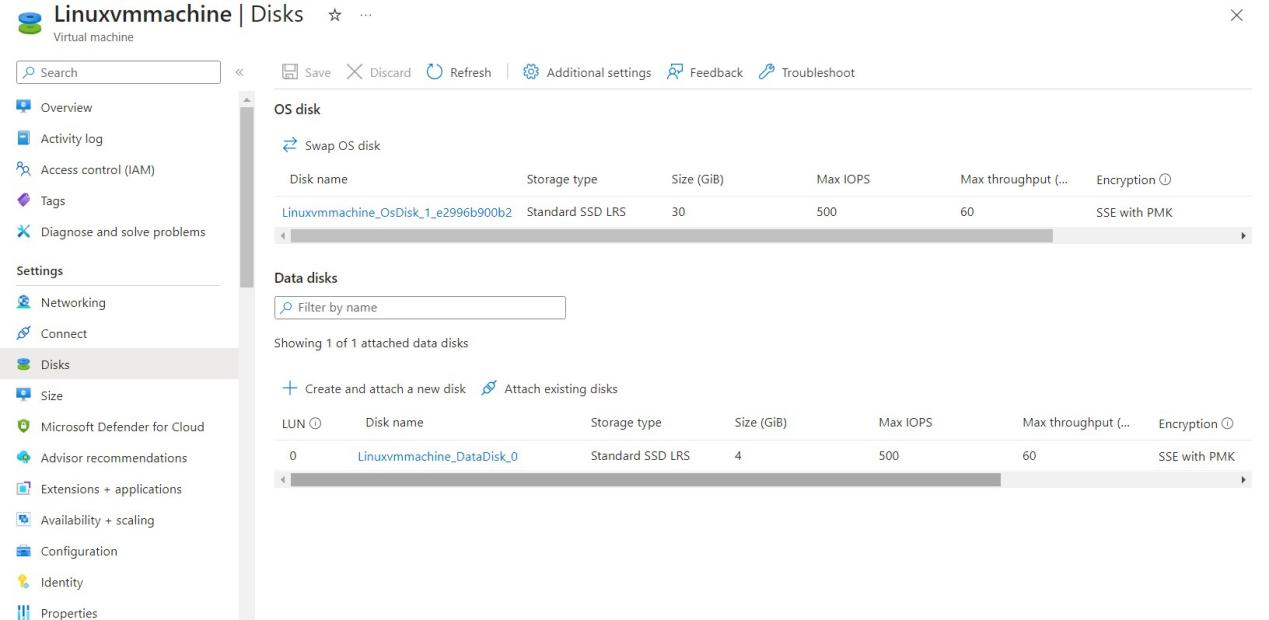 Linuxvmmachine | Disks
Virtual machine
Search
Overview
Activity log
Access control (IAM)
Tags
Diagnose and solve problems
Settings
Networking
Connect
Disks
Size
Microsoft Defender for Cloud
Advisor recommendations
Extensions + applications
Availability + scaling
Configuration
Identity
Properties
Save Discard Refresh Additional settings Feedback Troubleshoot
OS disk
Swap OS disk
Disk name Storage type Size (GiB) Max IOPS Max throughput (... Encryption
Linuxvmmachine_OsDisk_1_e2996b900b2 Standard SSD LRS 30 500 60 SSE with PMK
Data disks
Filter by name
Showing 1 of 1 attached data disks
Create and attach a new disk Attach existing disks
LUN Disk name Storage type Size (GiB) Max IOPS Max throughput (... Encryption
0 Linuxvmmachine_DataDisk_0 Standard SSD LRS 4 500 60 SSE with PMK